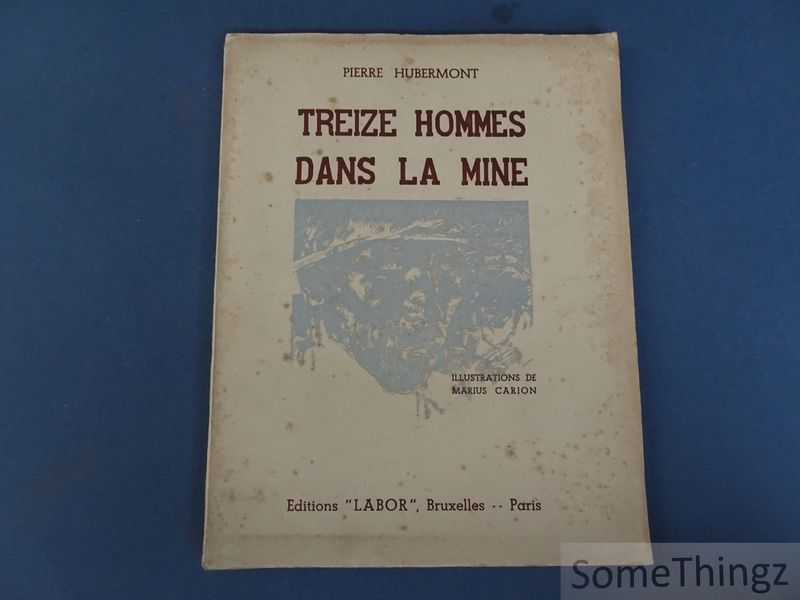 PIERRE HUBERMONT
TREIZE HOMMES
DANS LA MINE
ILLUSTRATIONS DE
MARIUS CARION
Editions "LABOR", Bruxelles -- Paris
SomeThingz